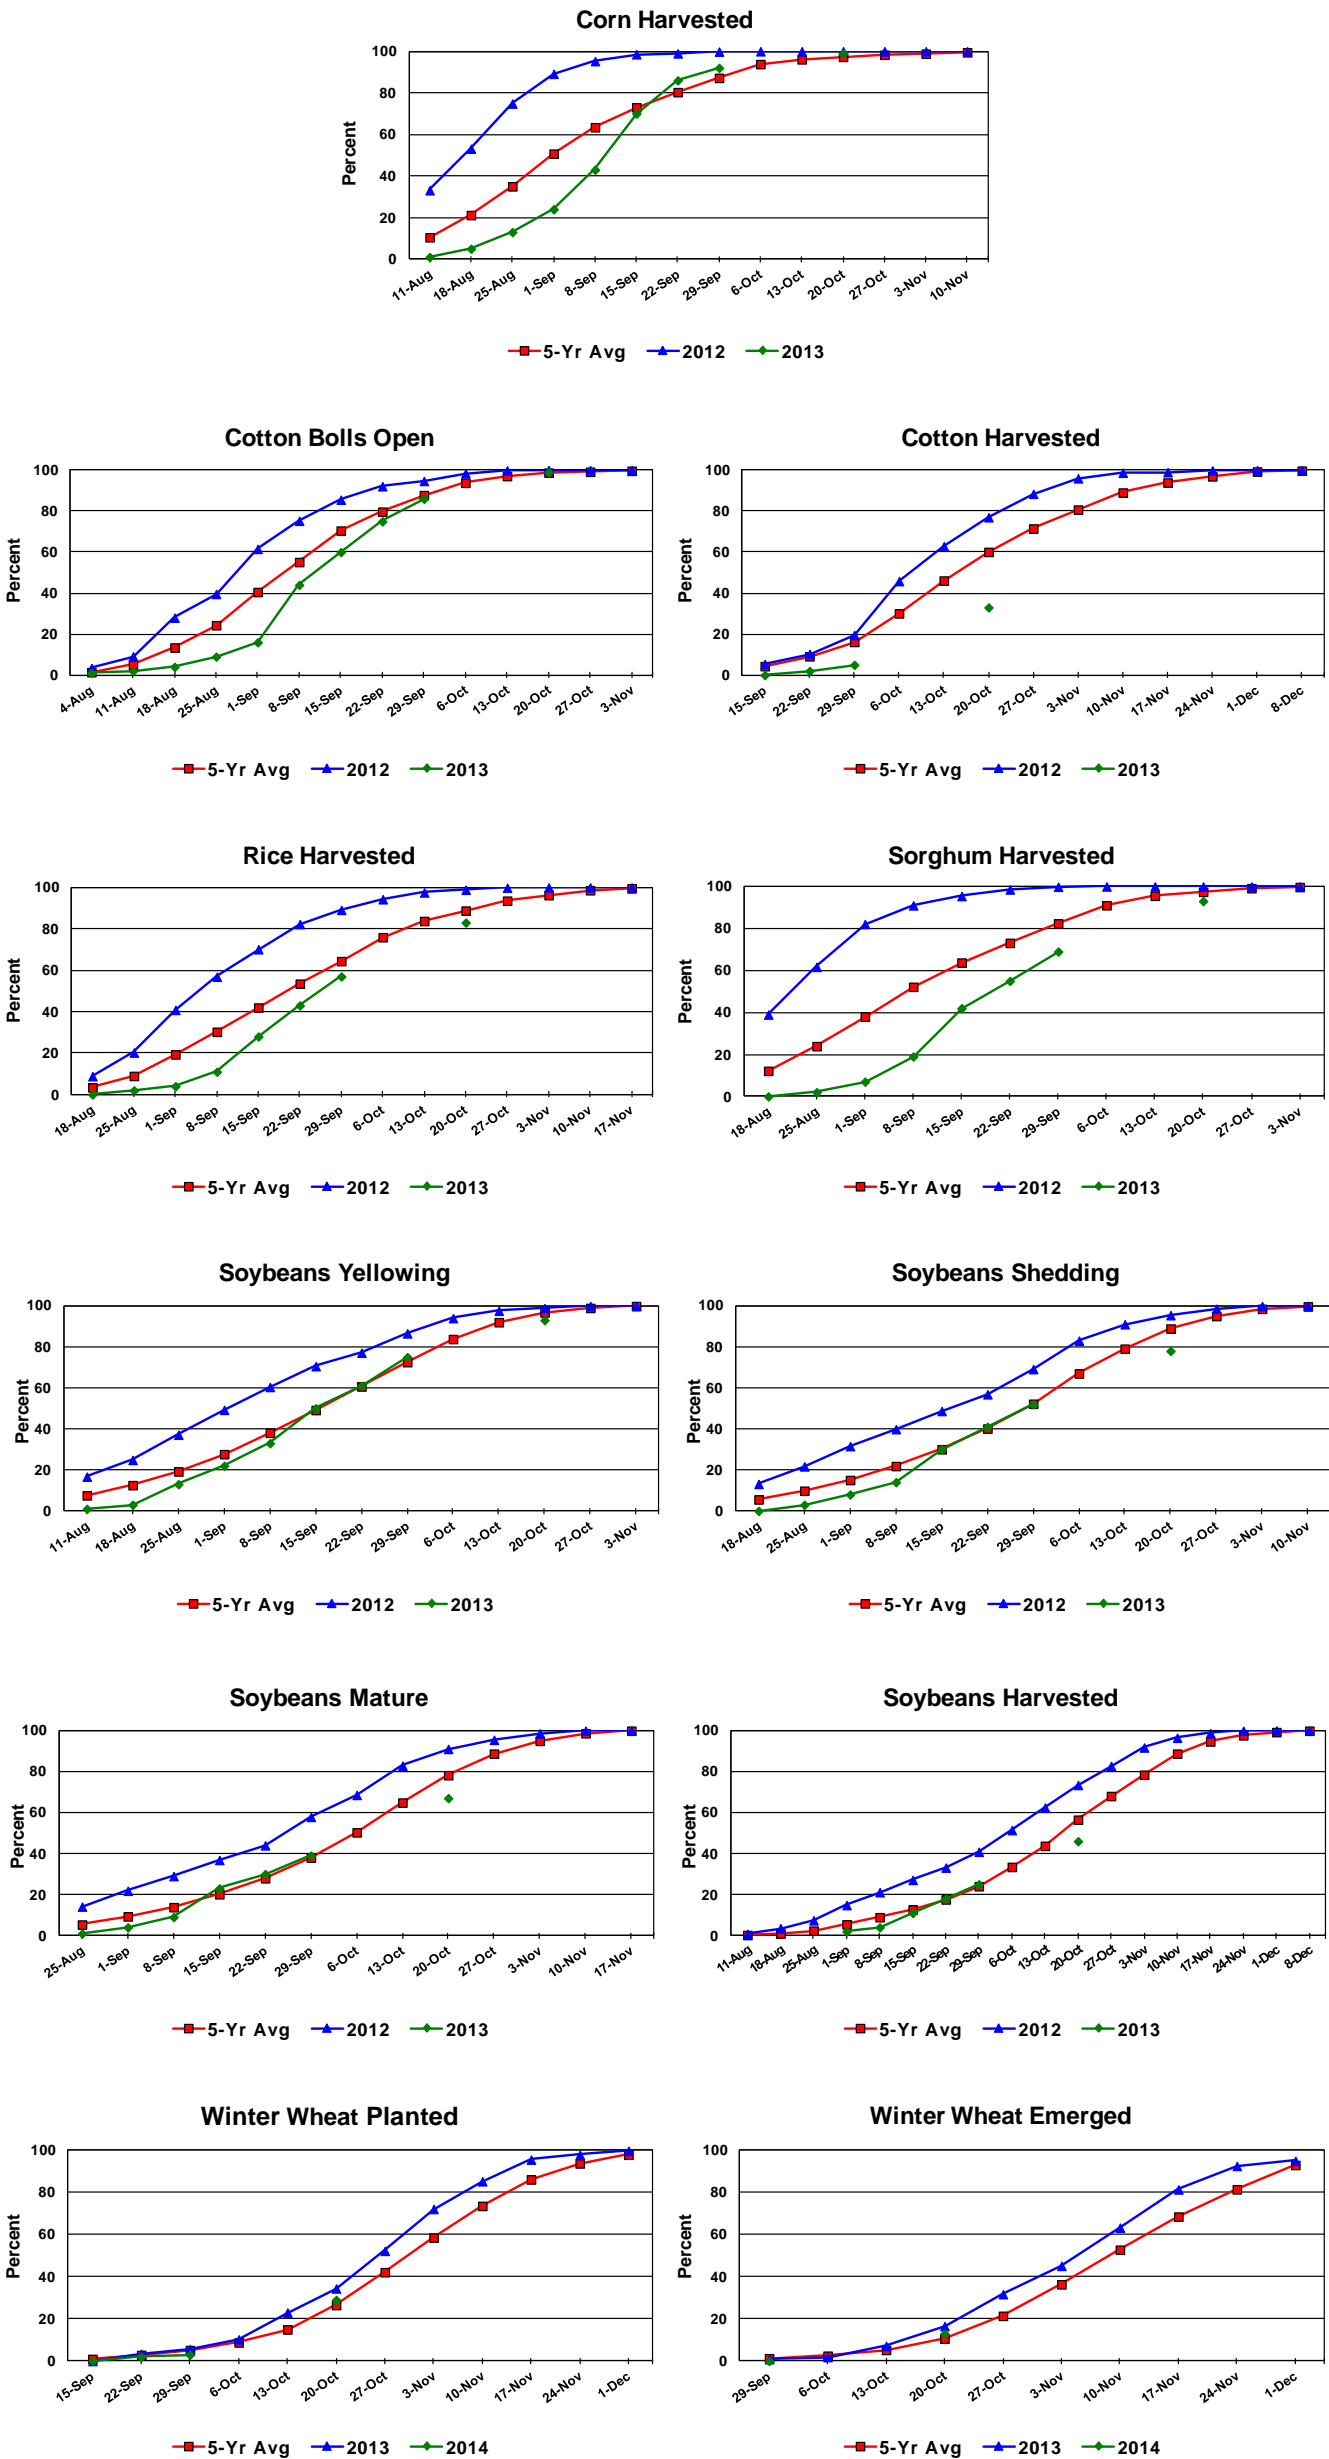 Corn Harvested
100
80
60
40
20
0
Percent
11-Aug 18-Aug 25-Aug 1-Sep 8-Sep 15-Sep 22-Sep 29-Sep 6-Oct 13-Oct 20-Oct 27-Oct 3-Nov 10-Nov
5-Yr Avg 2012 2013
Cotton Bolls Open
100
80
60
40
20
0
Percent
4-Aug 11-Aug 18-Aug 25-Aug 1-Sep 8-Sep 15-Sep 22-Sep 29-Sep 6-Oct 13-Oct 20-Oct 27-Oct 3-Nov
5-Yr Avg 2012 2013
Cotton Harvested
100
80
60
40
20
0
Percent
15-Sep 22-Sep 29-Sep 6-Oct 13-Oct 20-Oct 27-Oct 3-Nov 10-Nov 17-Nov 24-Nov 1-Dec 8-Dec
5-Yr Avg 2012 2013
Rice Harvested
100
80
60
40
20
0
Percent
18-Aug 25-Aug 1-Sep 8-Sep 15-Sep 22-Sep 29-Sep 6-Oct 13-Oct 20-Oct 27-Oct 3-Nov 10-Nov 17-Nov
5-Yr Avg 2012 2013
Sorghum Harvested
100
80
60
40
20
0
Percent
18-Aug 25-Aug 1-Sep 8-Sep 15-Sep 22-Sep 29-Sep 6-Oct 13-Oct 20-Oct 27-Oct 3-Nov
5-Yr Avg 2012 2013
Soybeans Yellowing
100
80
60
40
20
0
Percent
11-Aug 18-Aug 25-Aug 1-Sep 8-Sep 15-Sep 22-Sep 29-Sep 6-Oct 13-Oct 20-Oct 27-Oct 3-Nov
5-Yr Avg 2012 2013
Soybeans Shedding
100
80
60
40
20
0
Percent
18-Aug 25-Aug 1-Sep 8-Sep 15-Sep 22-Sep 29-Sep 6-Oct 13-Oct 20-Oct 27-Oct 3-Nov 10-Nov
5-Yr Avg 2012 2013
Soybeans Mature
100
80
60
40
20
0
Percent
25-Aug 1-Sep 8-Sep 15-Sep 22-Sep 29-Sep 6-Oct 13-Oct 20-Oct 27-Oct 3-Nov 10-Nov 17-Nov
5-Yr Avg 2012 2013
Soybeans Harvested
100
80
60
40
20
0
Percent
11-Aug 18-Aug 25-Aug 1-Sep 8-Sep 15-Sep 22-Sep 29-Sep 6-Oct 13-Oct 20-Oct 27-Oct 3-Nov 10-Nov 17-Nov 24-Nov 1-Dec 8-Dec
5-Yr Avg 2012 2013
Winter Wheat Planted
100
80
60
40
20
0
Percent
15-Sep 22-Sep 29-Sep 6-Oct 13-Oct 20-Oct 27-Oct 3-Nov 10-Nov 17-Nov 24-Nov 1-Dec
5-Yr Avg 2013 2014
Winter Wheat Emerged
100
80
60
40
20
0
Percent
29-Sep 6-Oct 13-Oct 20-Oct 27-Oct 3-Nov 10-Nov 17-Nov 24-Nov 1-Dec
5-Yr Avg 2013 2014